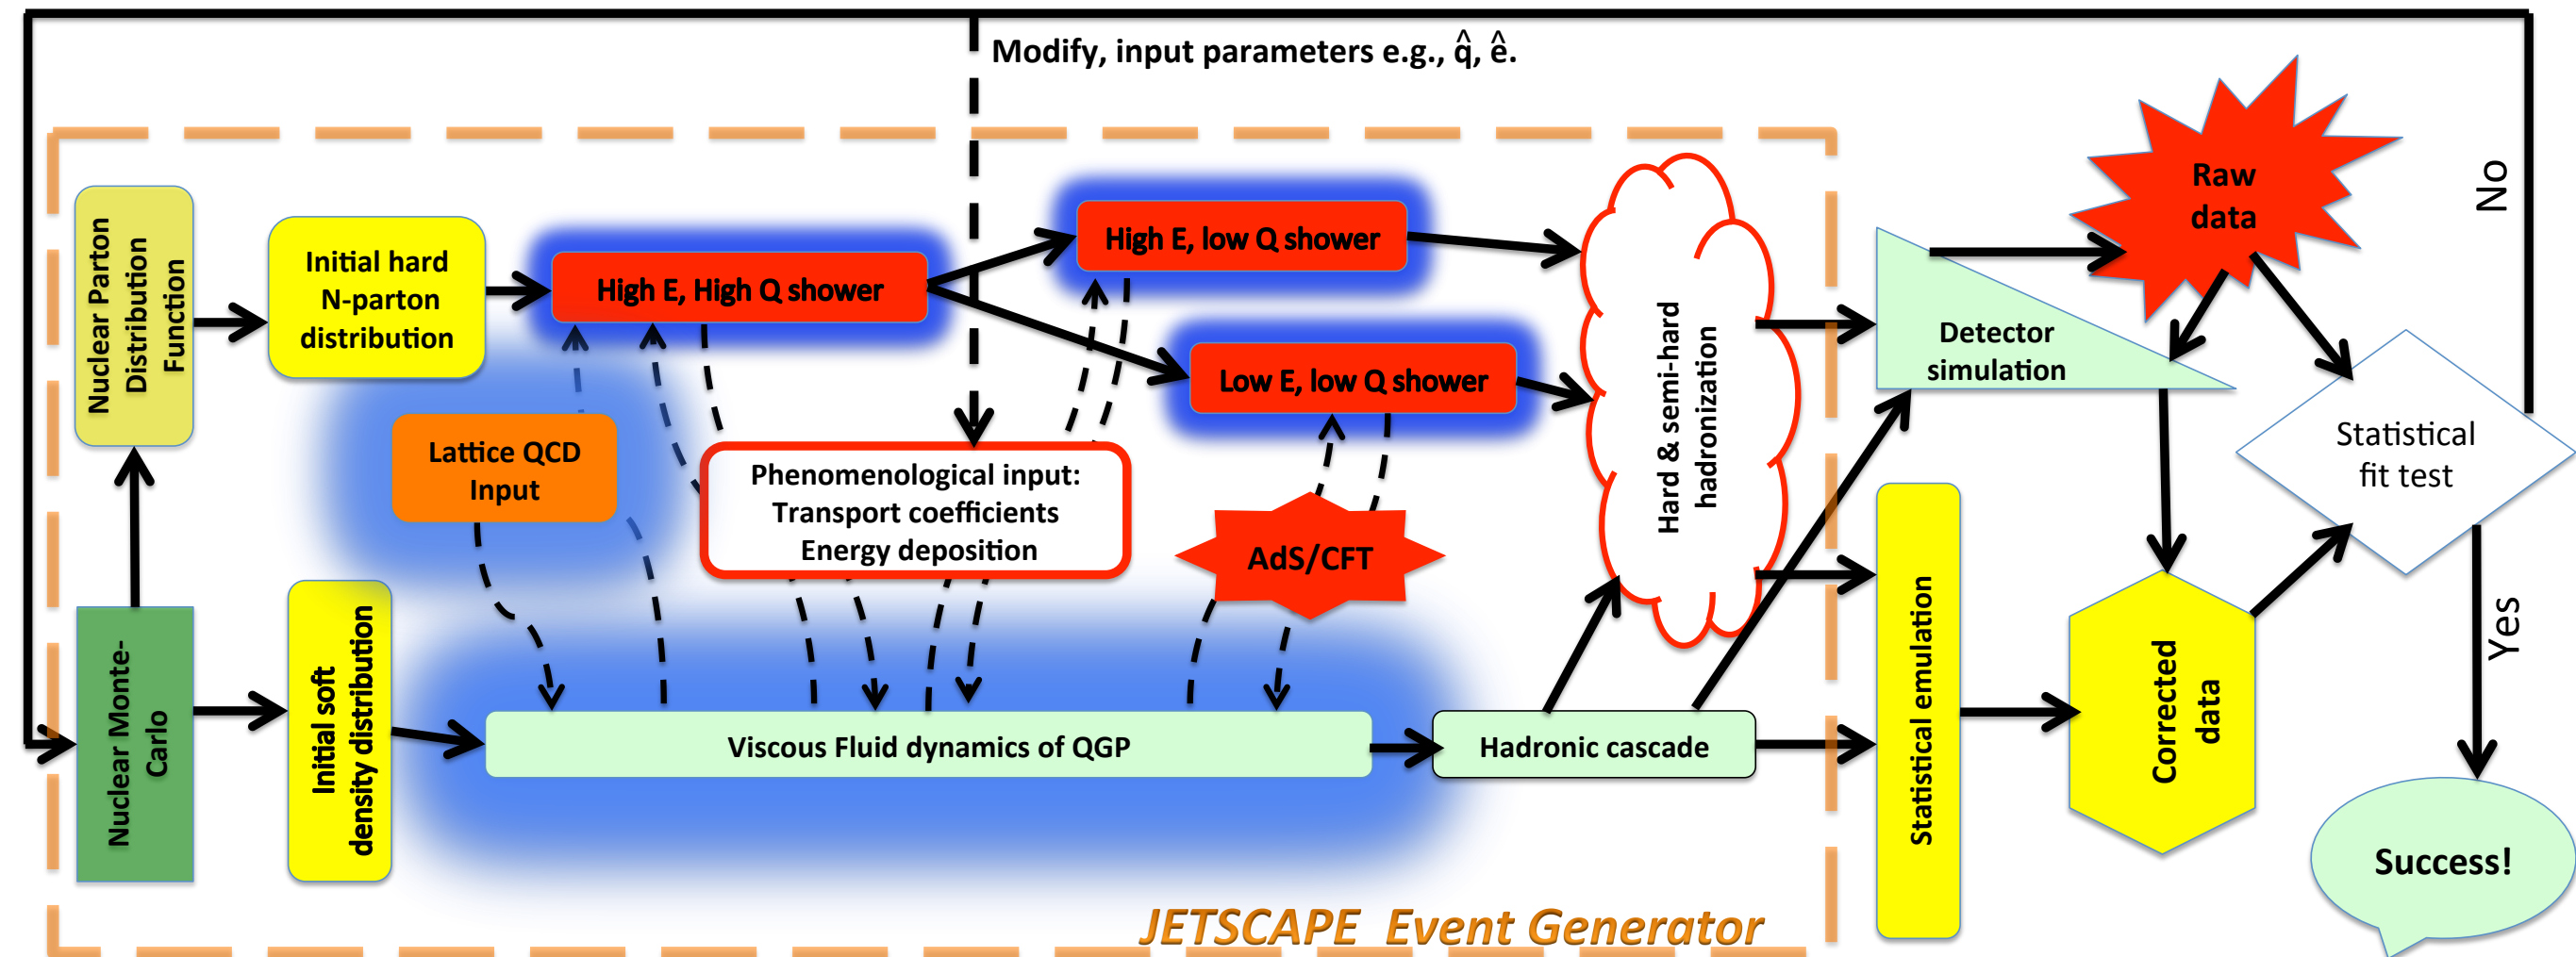 Modify, input parameters e.g., q̂, ê.
Nuclear Parton
Distribution
Function
Initial hard
N-parton
distribution
High E, High Q shower
High E, low Q shower
Low E, low Q shower
Lattice QCD
Input
Phenomenological input:
Transport coefficients
Energy deposition
AdS/CFT
Hard & semi-hard
hadronization
Detector
simulation
Raw
data
No
Statistical
fit test
Yes
Nuclear Monte-
Carlo
Initial soft
density distribution
Viscous Fluid dynamics of QGP
Hadronic cascade
Statistical emulation
Corrected
data
Success!
JETSCAPE Event Generator